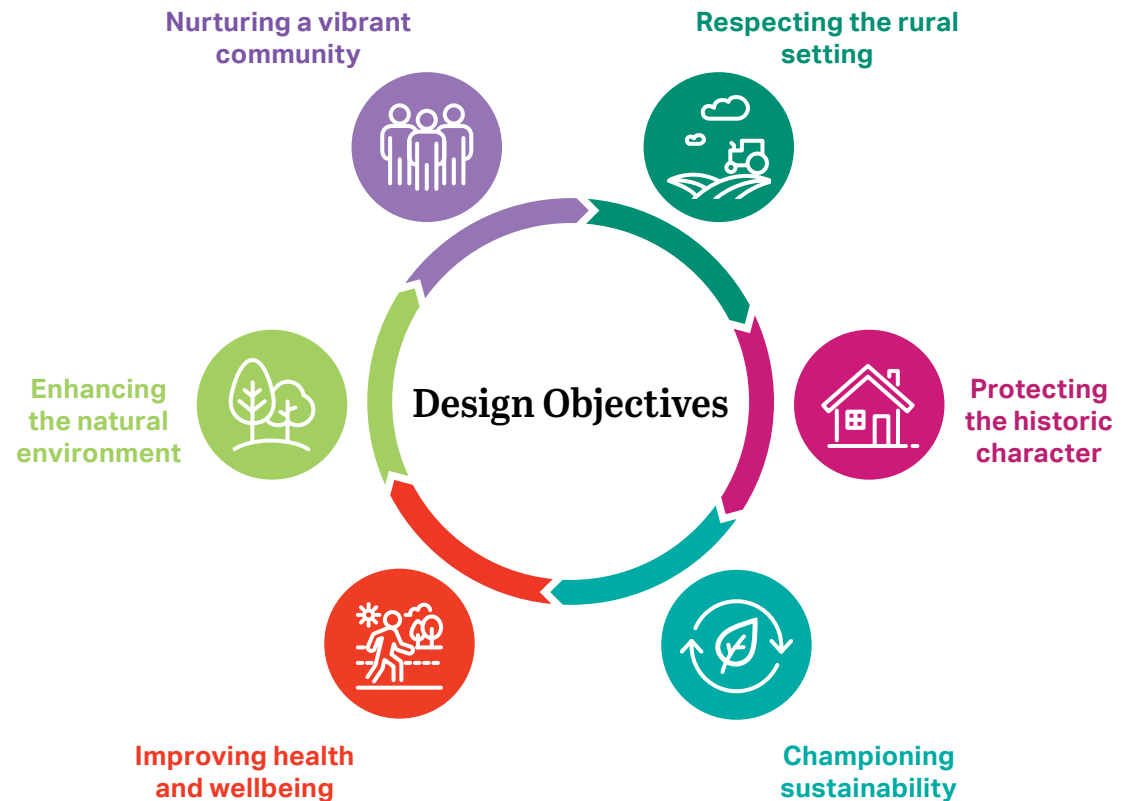 Nurturing a vibrant
community
Respecting the rural
setting
Enhancing
the natural
environment
Design Objectives
Protecting
the historic
character
Improving health
and wellbeing
Championing
sustainability